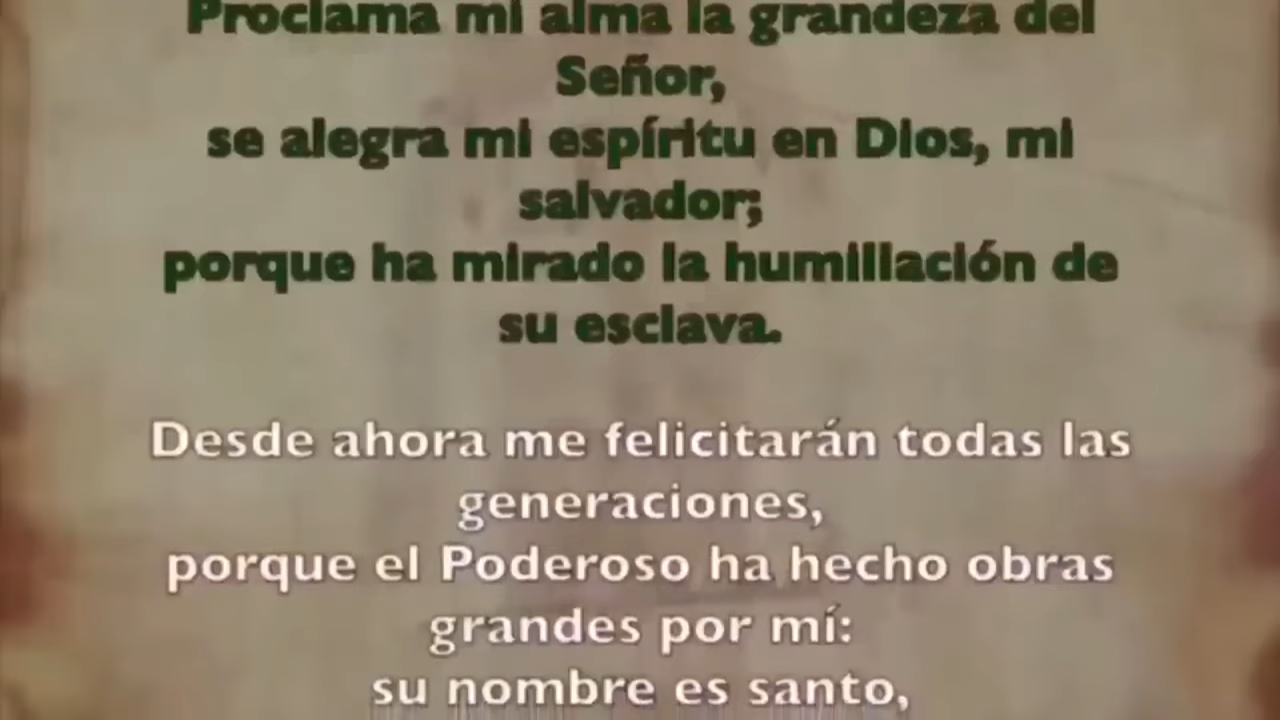 Proclama mi alma la grandeza del
Señor,
se alegra mi espíritu en Dios, mi
salvador;
porque ha mirado la humillación de
su esclava.
Desde ahora me felicitarán todas las
generaciones,
porque el Poderoso ha hecho obras
grandes por mí:
su nombre es santo,